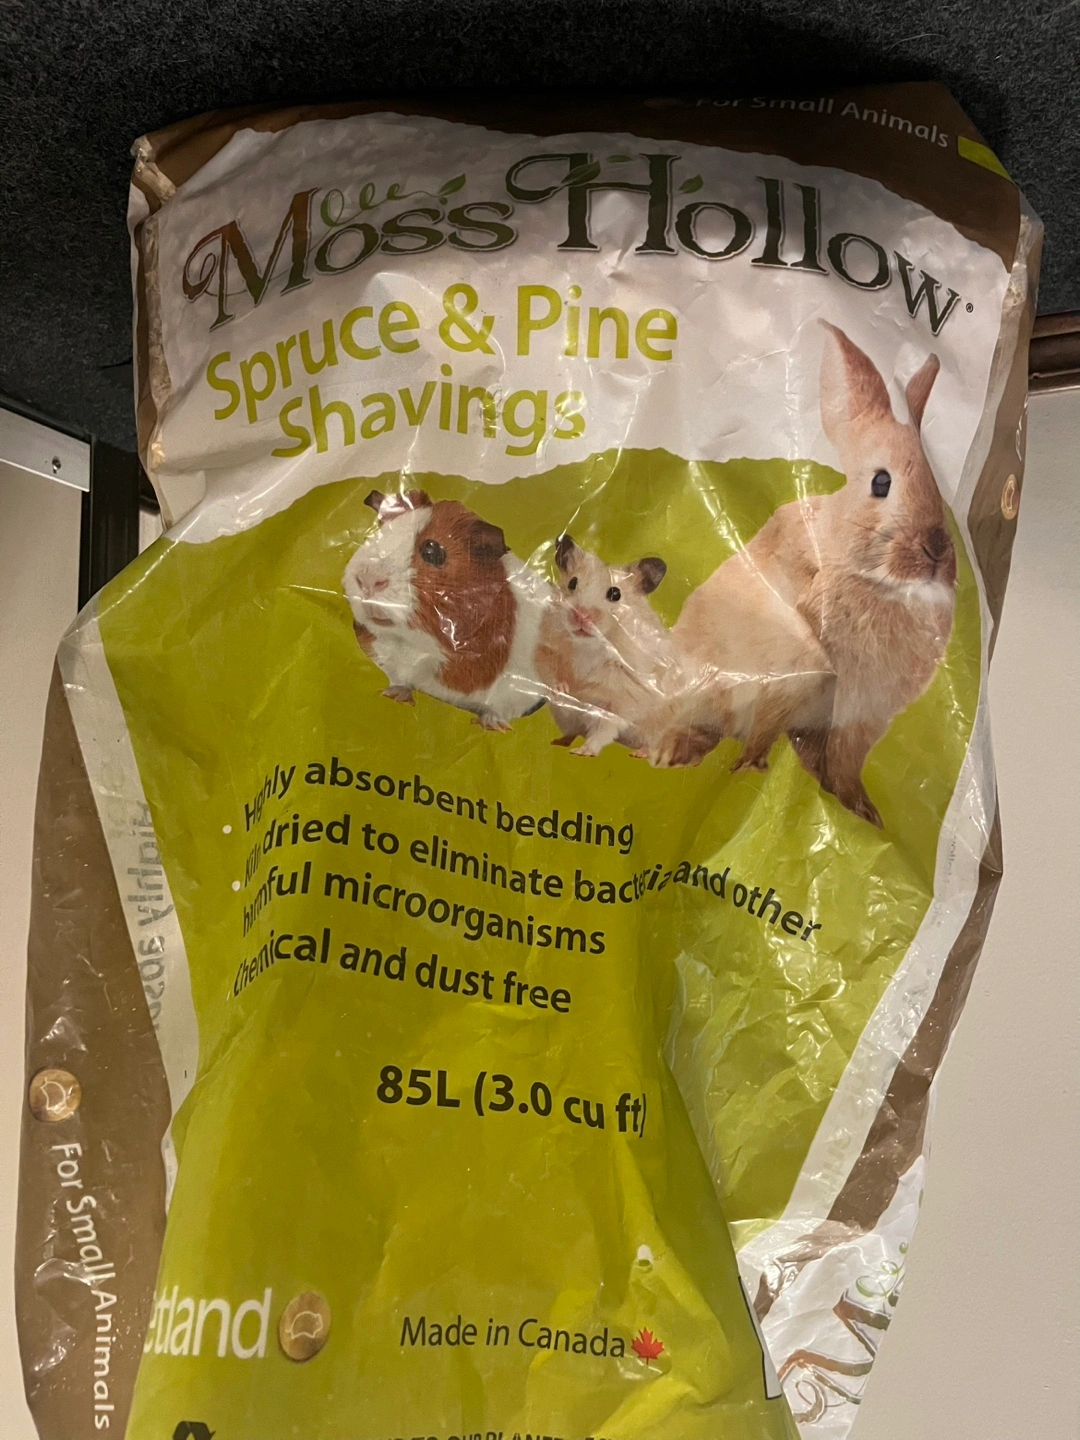 For Small Animals
Moss Hollow®
Spruce & Pine
Shavings
• Highly absorbent bedding
• Kiln dried to eliminate bacteria and other
harmful microorganisms
Chemical and dust free
85L (3.0 cu ft)
For Small Animals
etland
Made in Canada